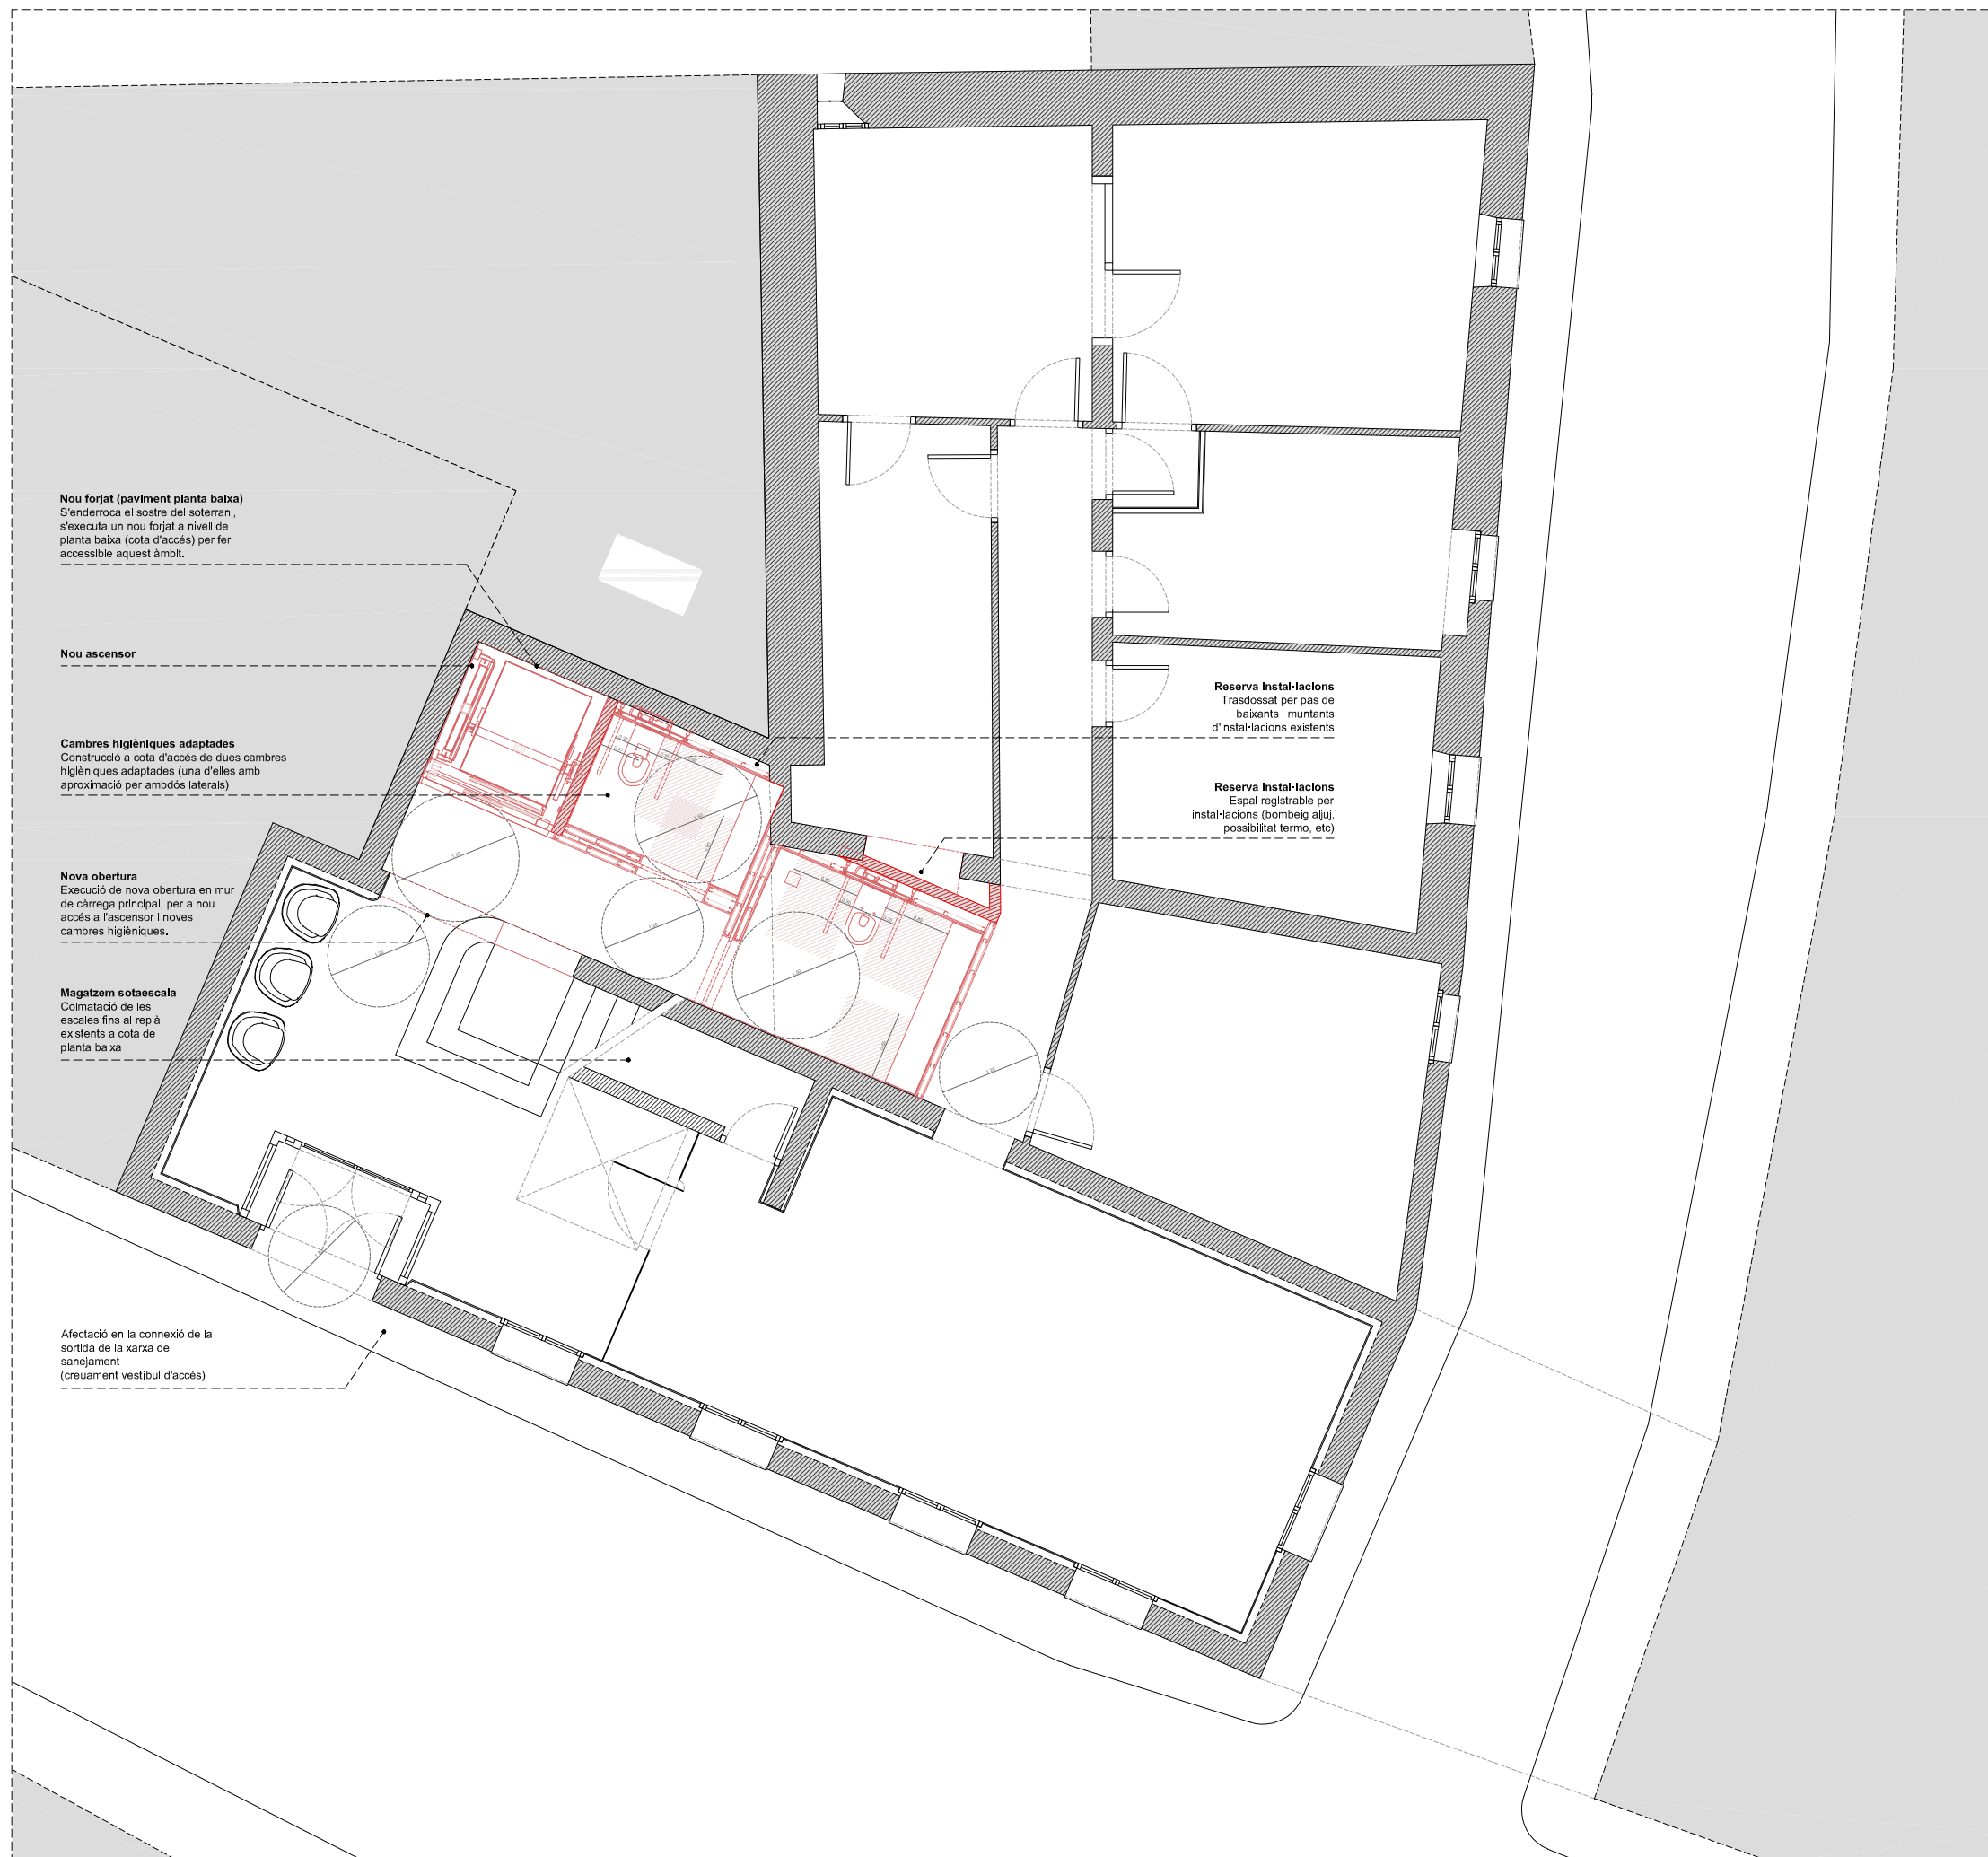 Nou forjat (paviment planta baixa)
S'enderroca el sostre del soterrani, i
s'executa un nou forjat a nivell de
planta baixa (cota d'accés) per fer
accessible aquest àmbit.
Nou ascensor
Cambres higièniques adaptades
Construcció a cota d'accés de dues cambres
higièniques adaptades (una d'elles amb
aproximació per ambdós laterals)
Nova obertura
Execució de nova obertura en mur
de càrrega principal, per a nou
accés a l'ascensor i noves
cambres higièniques.
Magatzem sotaescala
Colmatació de les
escales fins al replà
existents a cota de
planta baixa
Afectació en la connexió de la
sortida de la xarxa de
sanejament
(creuament vestíbul d'accés)
Reserva Instal·lacions
Trasdossat per pas de
baixants i muntants
d'instal·lacions existents
Reserva Instal·lacions
Espai registrable per
instal·lacions (bombeig aljuj,
possibilitat termo, etc)